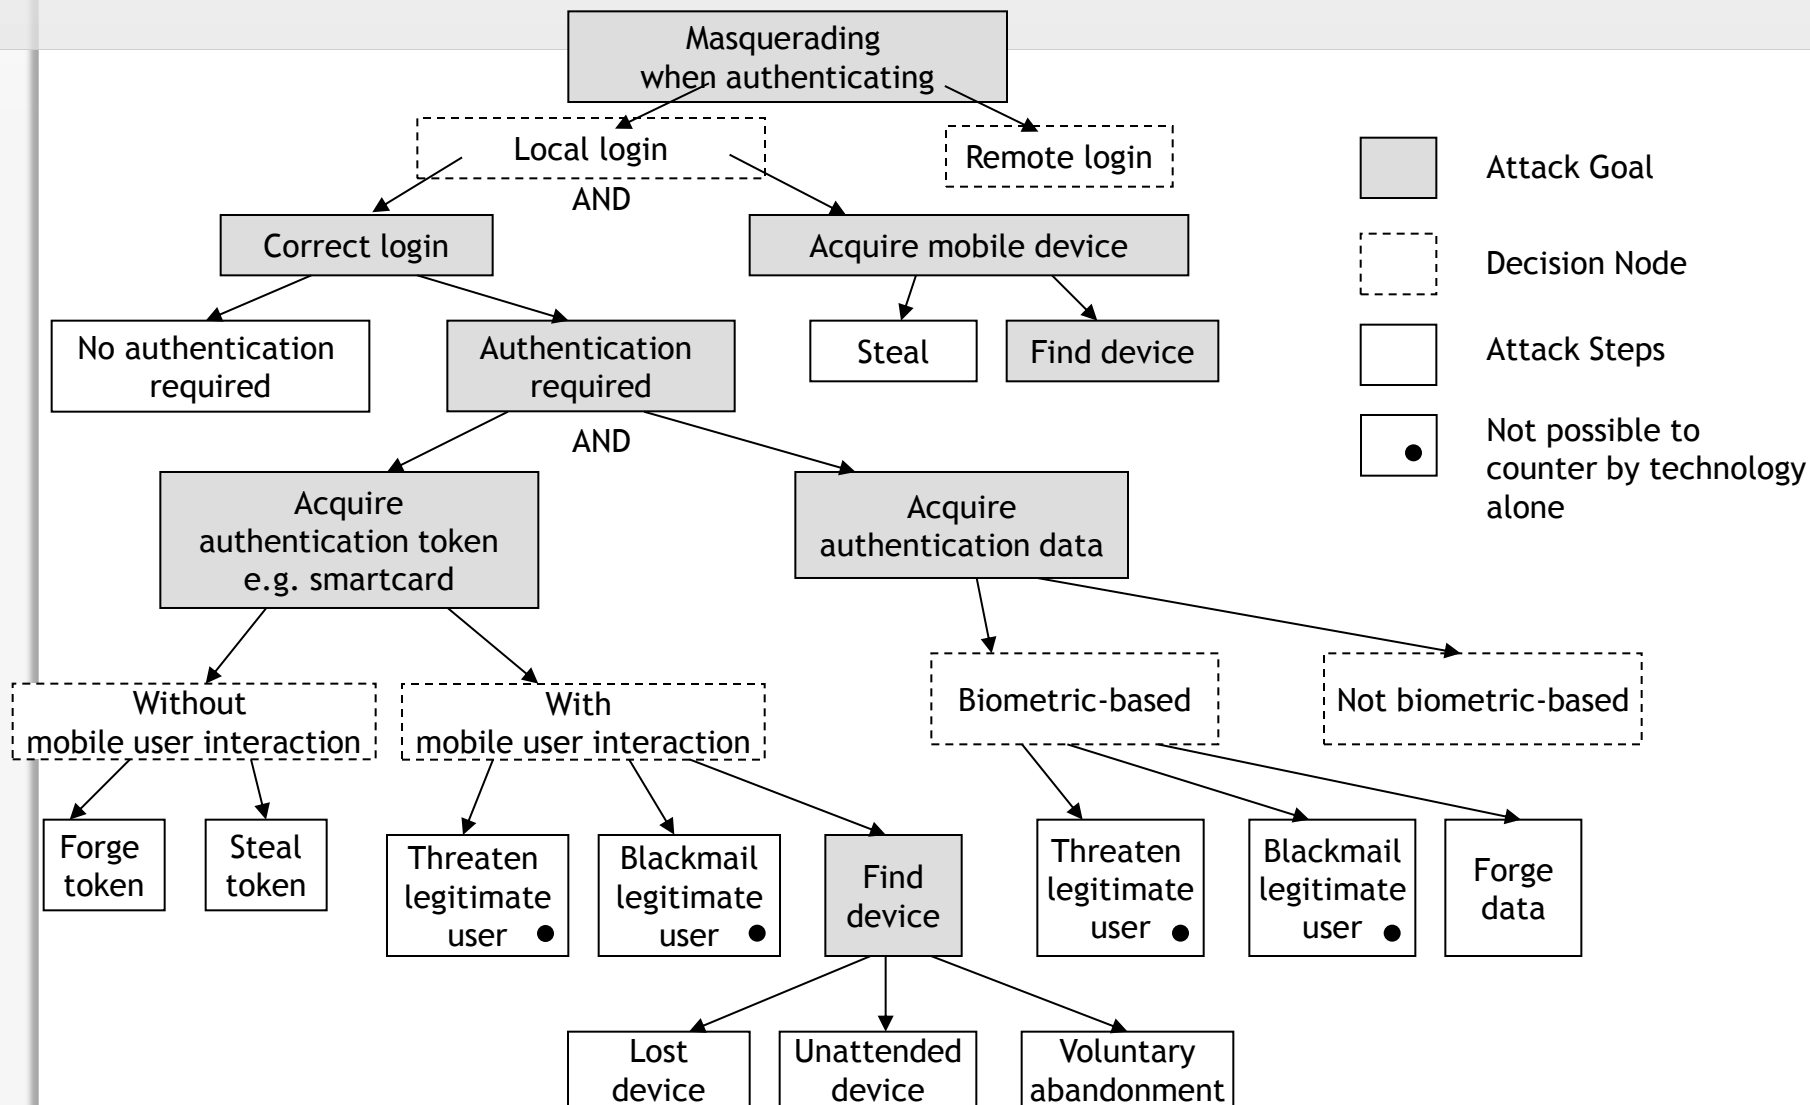 Masquerading
when authenticating
Local login
Remote login
AND
Correct login
Acquire mobile device
No authentication
required
Authentication
required
Steal
Find device
AND
Acquire
authentication token
e.g. smartcard
Acquire
authentication data
Without
mobile user interaction
With
mobile user interaction
Biometric-based
Not biometric-based
Forge
token
Steal
token
Threaten
legitimate
user
Blackmail
legitimate
user
Find
device
Threaten
legitimate
user
Blackmail
legitimate
user
Forge
data
Lost
device
Unattended
device
Voluntary
abandonment
Attack Goal
Decision Node
Attack Steps
Not possible to
counter by technology
alone